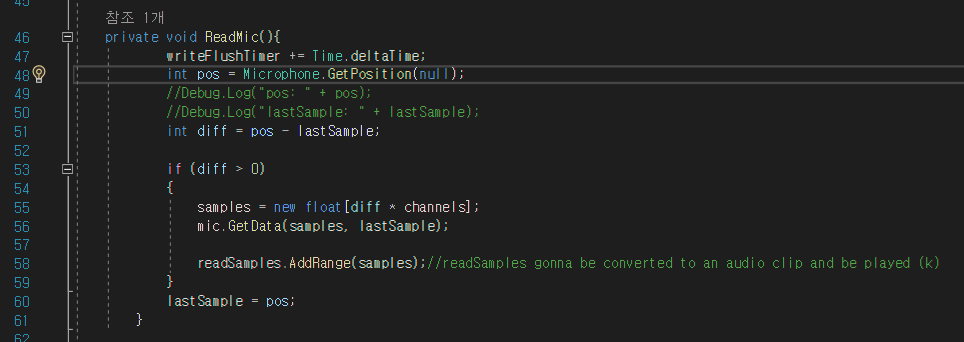 45
참조 1개
46 private void ReadMic(){
47 writeFlushTimer += Time.deltaTime;
48 int pos = Microphone.GetPosition(null);
49 //Debug.Log("pos: " + pos);
50 //Debug.Log("lastSample: " + lastSample);
51 int diff = pos - lastSample;
52
53 if (diff > 0)
54 {
55 samples = new float[diff * channels];
56 mic.GetData(samples, lastSample);
57
58 readSamples.AddRange(samples);//readSamples gonna be converted to an audio clip and be played (k)
59 }
60 lastSample = pos;
61 }
62